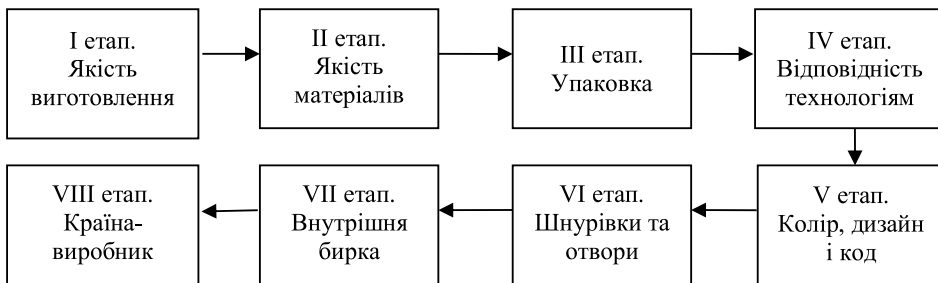 I етап.
Якість
виготовлення
II етап.
Якість
матеріалів
III етап.
Упаковка
IV етап.
Відповідність
технологіям
V етап.
Колір, дизайн
і код
VI етап.
Шнурівки та
отвори
VII етап.
Внутрішня
бирка
VIII етап.
Країна-
виробник